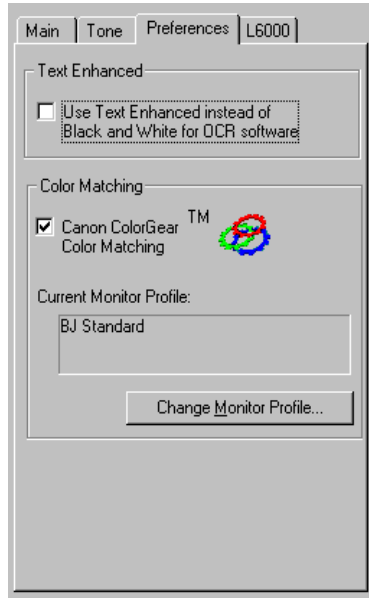 Main Tone Preferences L6000
Text Enhanced
Use Text Enhanced instead of
Black and White for OCR software
Color Matching
Canon ColorGear TM
Color Matching
Current Monitor Profile:
BJ Standard
Change Monitor Profile...